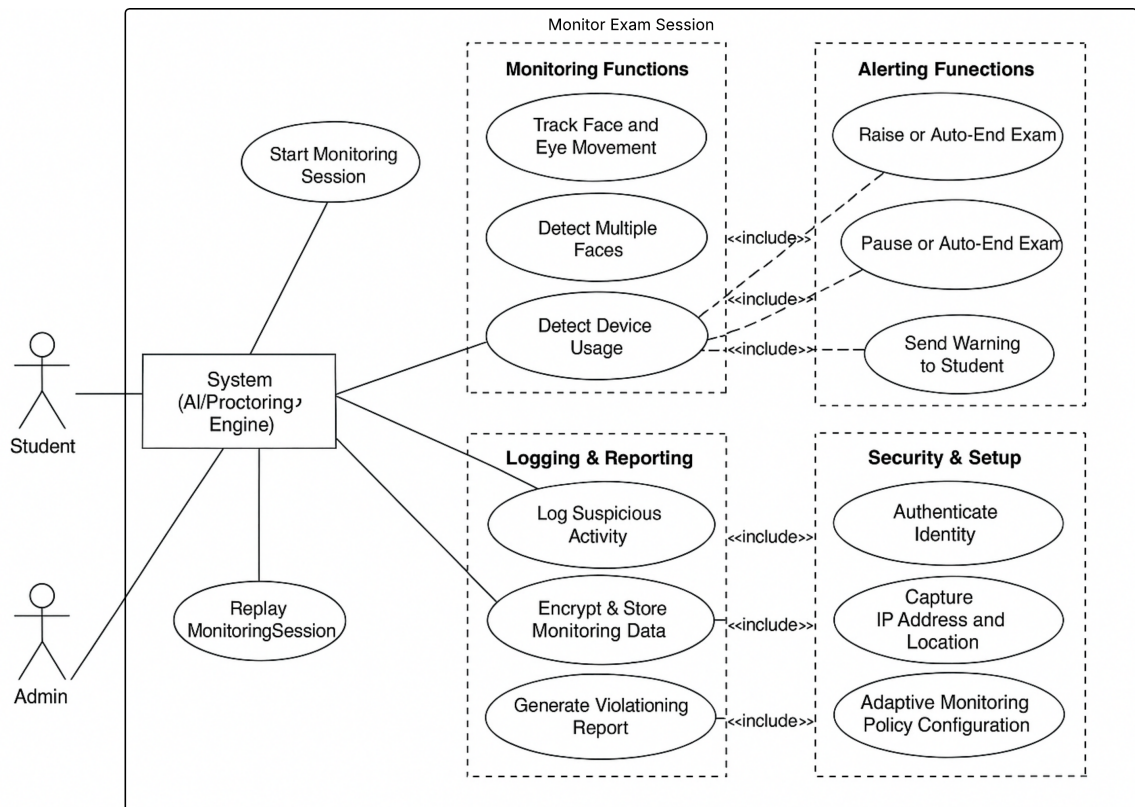 Monitor Exam Session
Monitoring Functions
Alerting Funections
Track Face and
Eye Movement
Raise or Auto-End Exam
Start Monitoring
Session
Detect Multiple
Faces
<<include>>
Pause or Auto-End Exam
<<include>>
Detect Device
Usage
<<include>>
Send Warning
to Student
Student
System
(AI/Proctoring,
Engine)
Logging & Reporting
Security & Setup
Log Suspicious
Activity
<<include>>
Authenticate
Identity
Admin
Replay
MonitoringSession
Encrypt & Store
Monitoring Data
<<include>>
Capture
IP Address and
Location
Generate Violationing
Report
<<include>>
Adaptive Monitoring
Policy Configuration